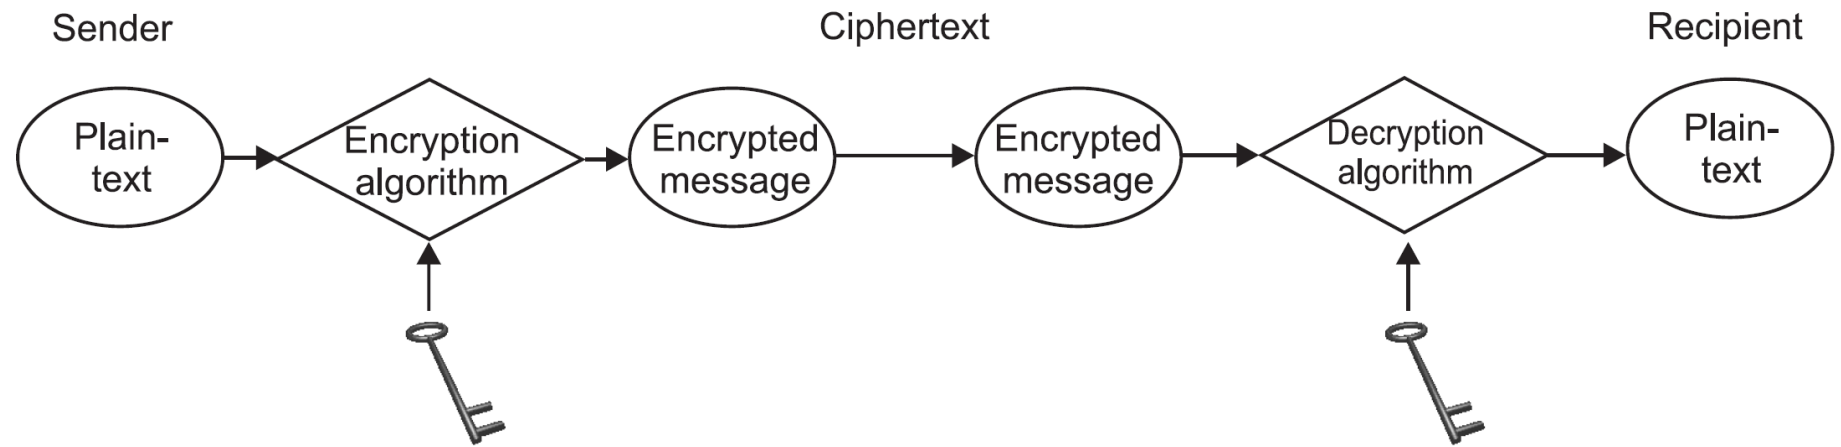 Sender
Ciphertext
Recipient
Plain-
text
Encryption
algorithm
Encrypted
message
Encrypted
message
Decryption
algorithm
Plain-
text